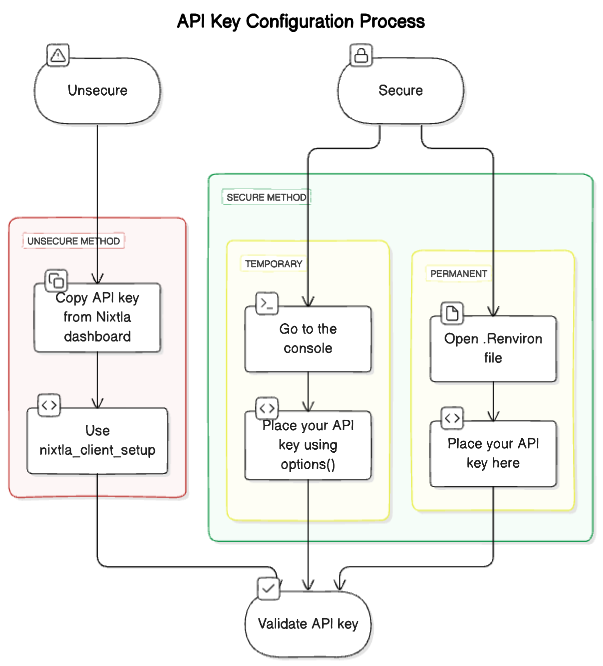 API Key Configuration Process
Unsecure
Secure
UNSECURE METHOD
Copy API key
from Nixtla
dashboard
Use
nixtla_client_setup
SECURE METHOD
TEMPORARY
Go to the
console
Place your API
key using
options()
PERMANENT
Open .Renviron
file
Place your API
key here
Validate API key